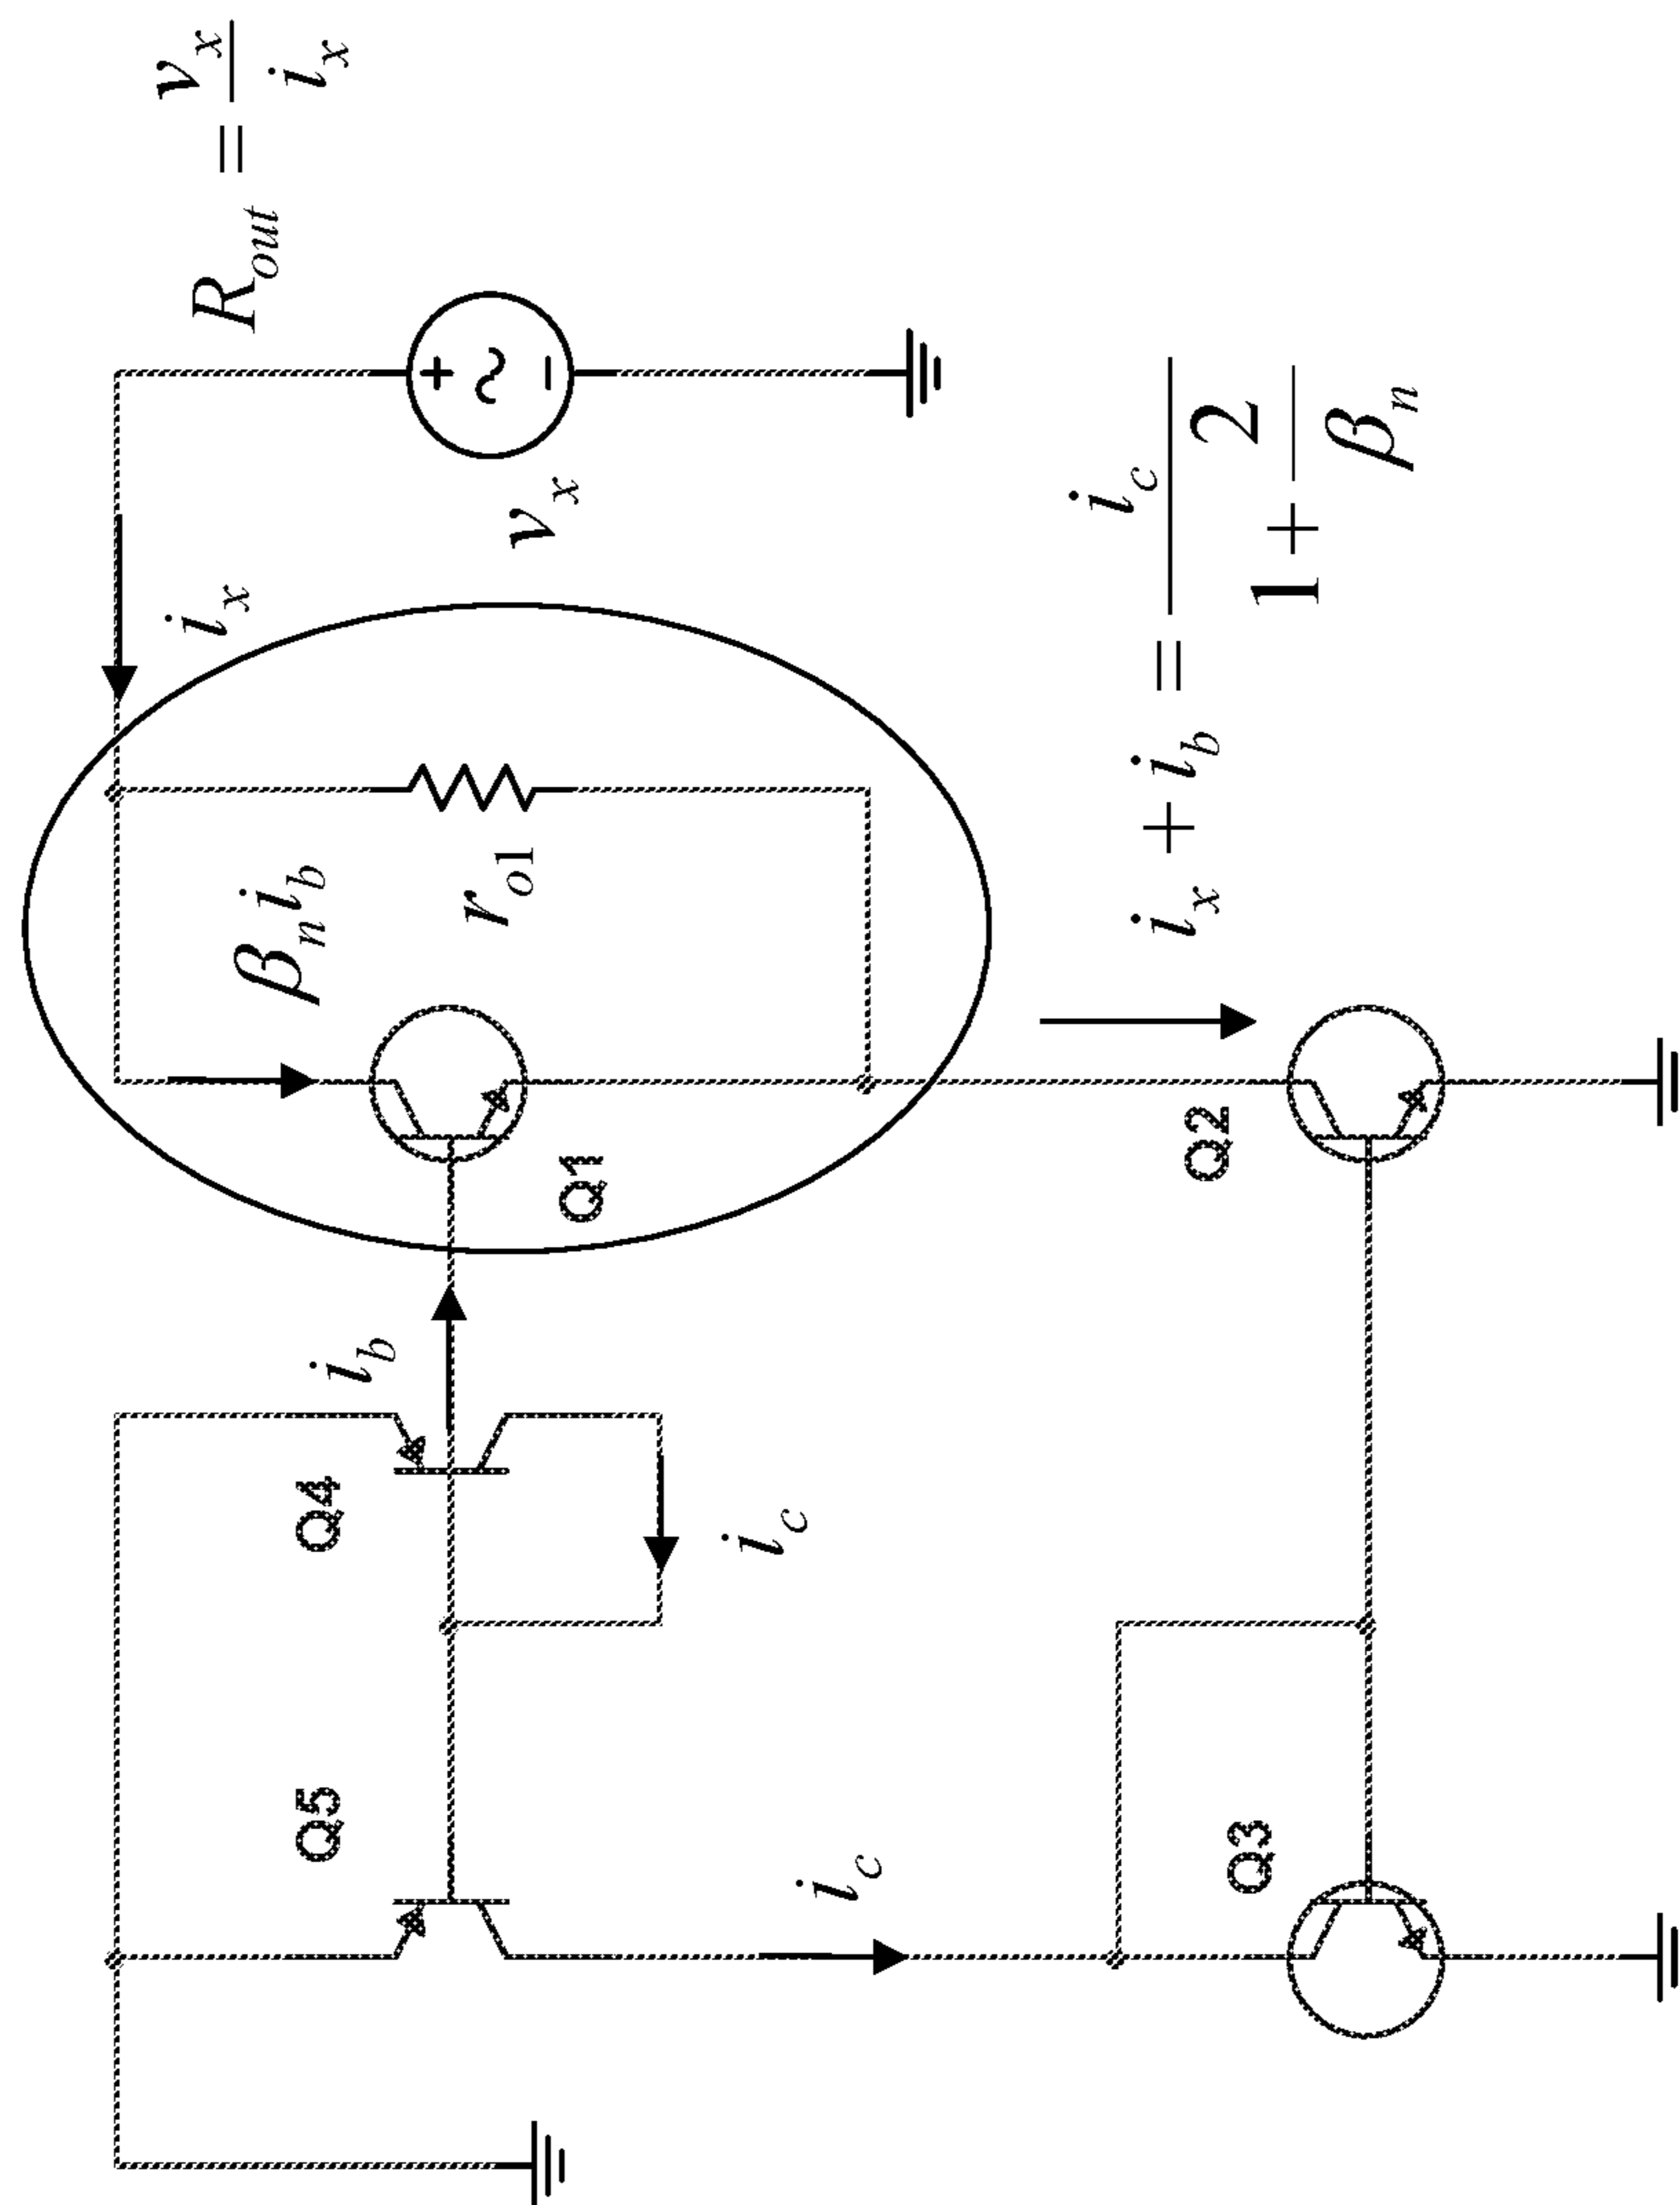 R_out = v_x / i_x
i_x
v_x
β_n i_b
r_o1
i_b
Q1
Q4
Q5
i_c
i_c
Q2
Q3
i_x + i_b = i_c / (1 + 2/β_n)
+
~
-